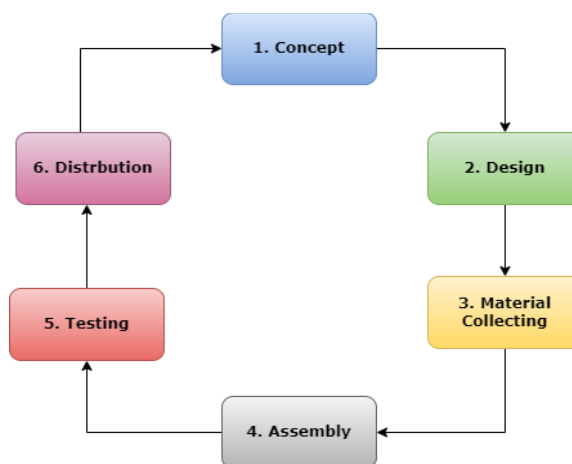 1. Concept
2. Design
3. Material
Collecting
4. Assembly
5. Testing
6. Distrbution